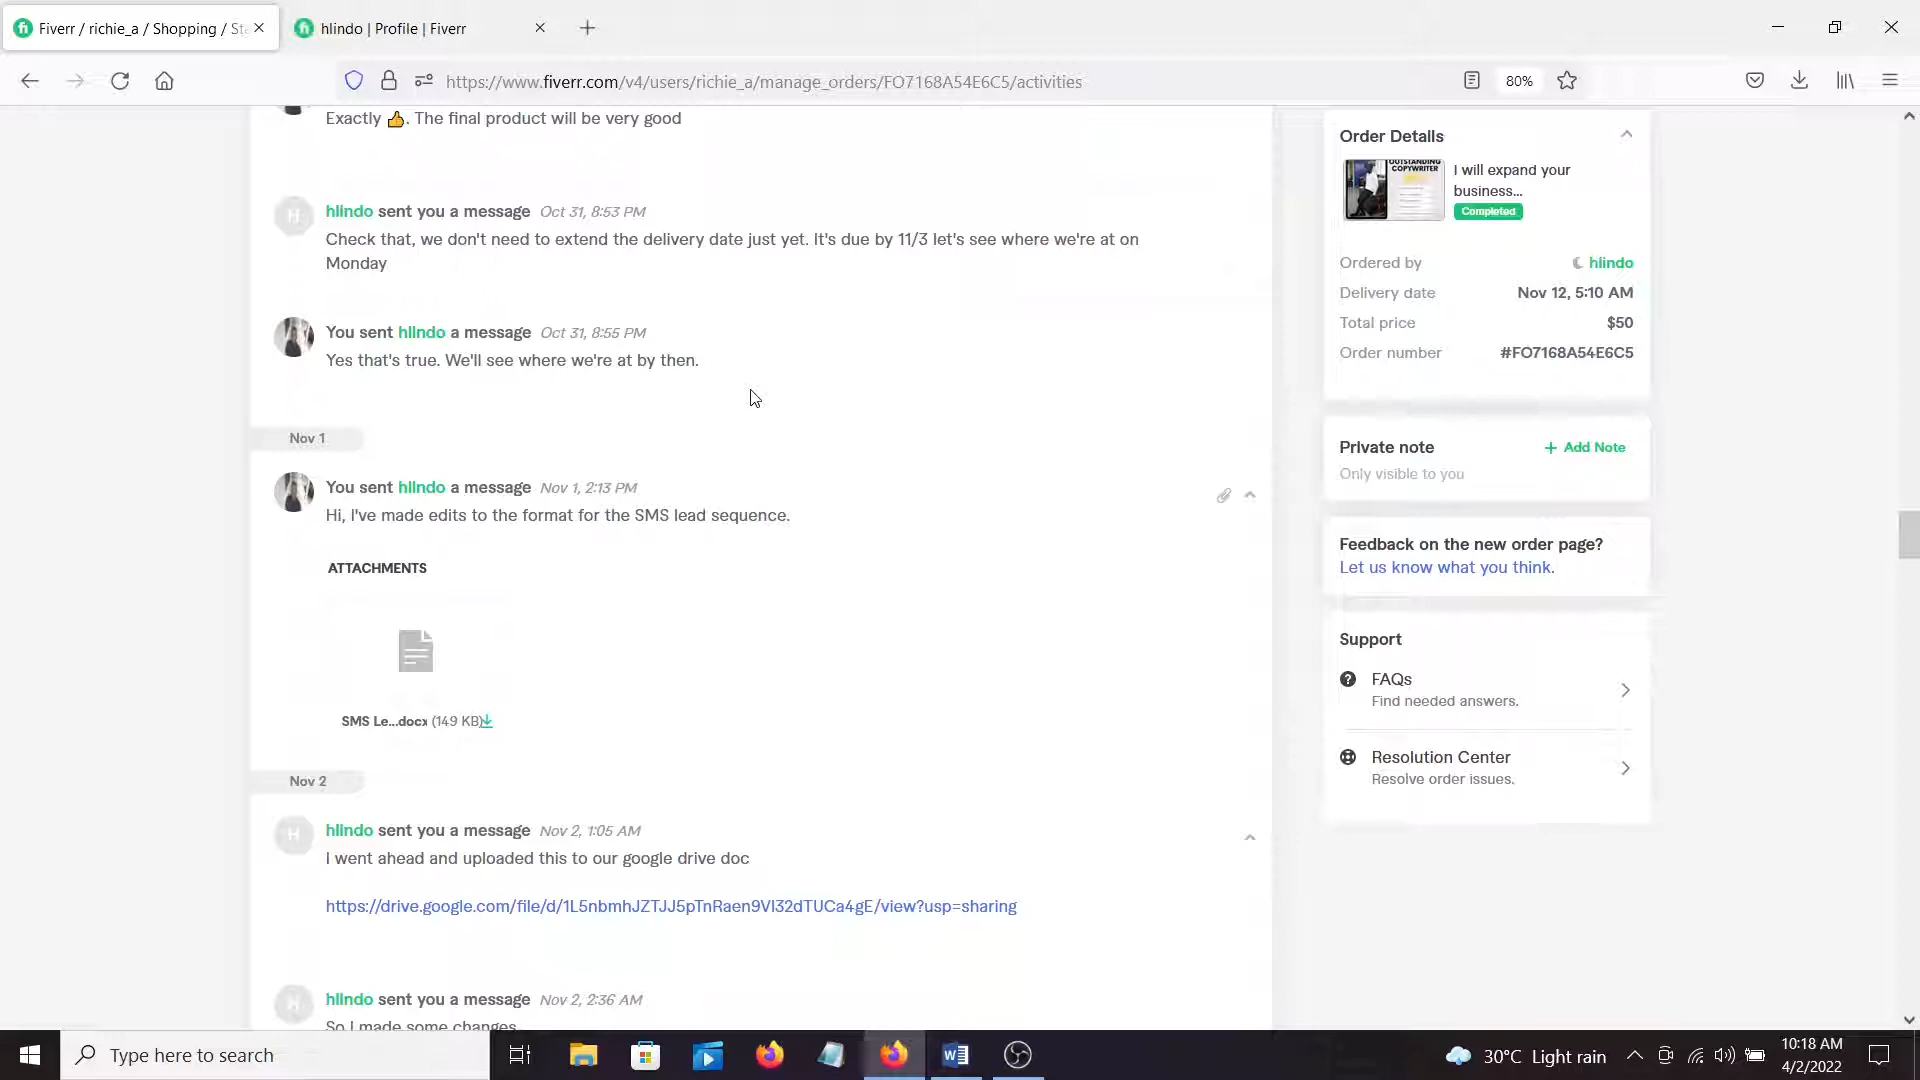 Fiverr / richie_a / Shopping / Sta
hlindo | Profile | Fiverr
https://www.fiverr.com/v4/users/richie_a/manage_orders/FO7168A54E6C5/activities
80%
Exactly 👍. The final product will be very good
hlindo sent you a message Oct 31, 8:53 PM
Check that, we don't need to extend the delivery date just yet. It's due by 11/3 let's see where we're at on
Monday
You sent hlindo a message Oct 31, 8:55 PM
Yes that's true. We'll see where we're at by then.
Nov 1
You sent hlindo a message Nov 1, 2:13 PM
Hi, I've made edits to the format for the SMS lead sequence.
ATTACHMENTS
SMS Le...docx (149 KB)
Nov 2
H
hlindo sent you a message Nov 2, 1:05 AM
I went ahead and uploaded this to our google drive doc
https://drive.google.com/file/d/1L5nbmhJZTJJ5pTnRaen9VI32dTUCa4gE/view?usp=sharing
hlindo sent you a message Nov 2, 2:36 AM
So I made some changes
Order Details
OUTSTANDING
COPYWRITER
I will expand your
business...
Completed
Ordered by hlindo
Delivery date Nov 12, 5:10 AM
Total price $50
Order number #FO7168A54E6C5
Private note + Add Note
Only visible to you
Feedback on the new order page?
Let us know what you think.
Support
FAQs
Find needed answers.
Resolution Center
Resolve order issues.
Type here to search
30°C Light rain
10:18 AM
4/2/2022